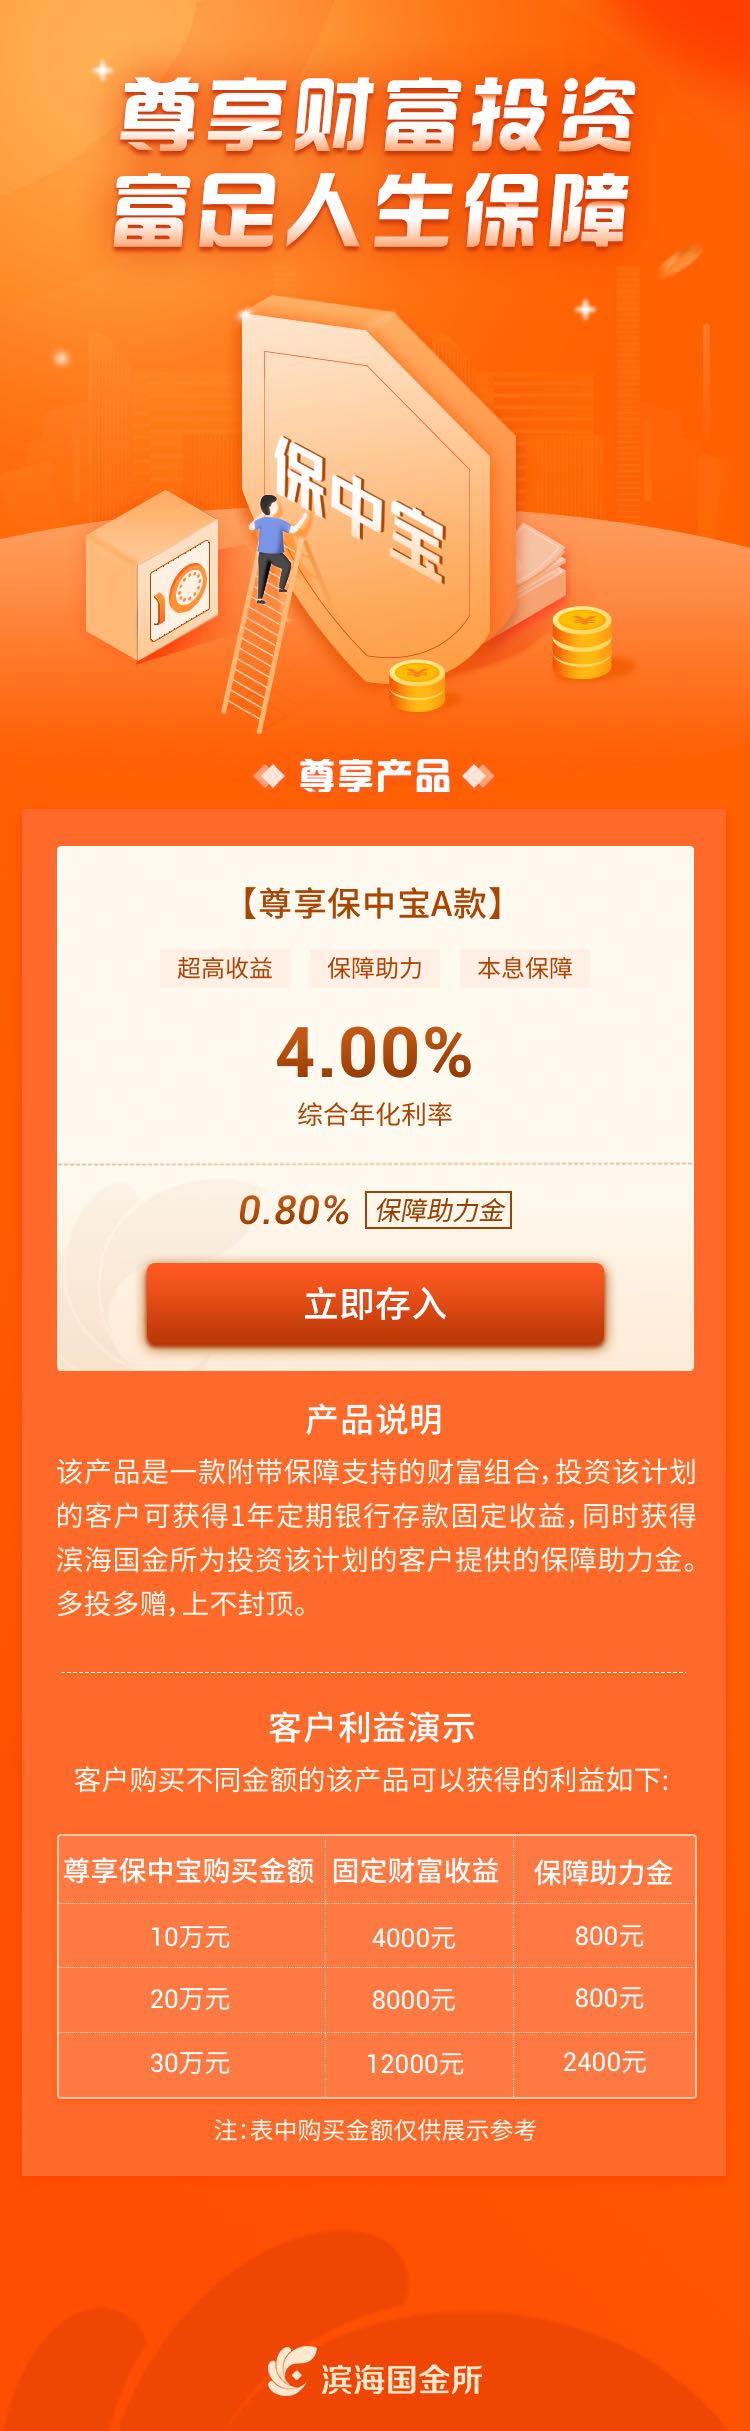 尊享财富投资
富足人生保障
保中宝
尊享产品
【尊享保中宝A款】
超高收益 保障助力 本息保障
4.00%
综合年化利率
0.80% 保障助力金
立即存入
产品说明
该产品是一款附带保障支持的财富组合,投资该计划
的客户可获得1年定期银行存款固定收益,同时获得
滨海国金所为投资该计划的客户提供的保障助力金。
多投多赠,上不封顶。
客户利益演示
客户购买不同金额的该产品可以获得的利益如下:
尊享保中宝购买金额 固定财富收益 保障助力金
10万元 4000元 800元
20万元 8000元 800元
30万元 12000元 2400元
注:表中购买金额仅供展示参考
滨海国金所